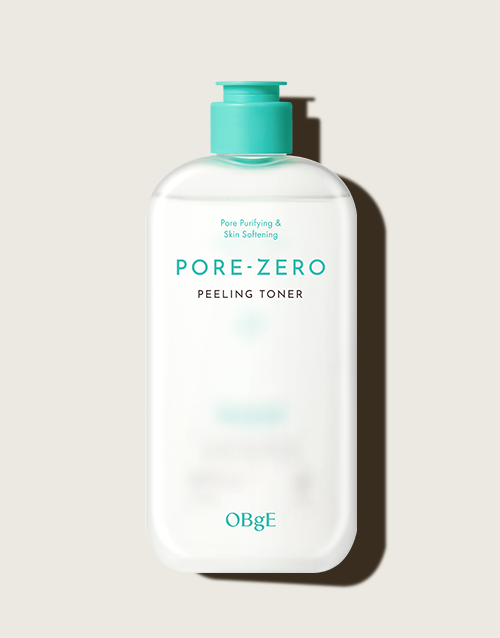 Pore Purifying &
Skin Softening
PORE-ZERO
PEELING TONER
OBgE